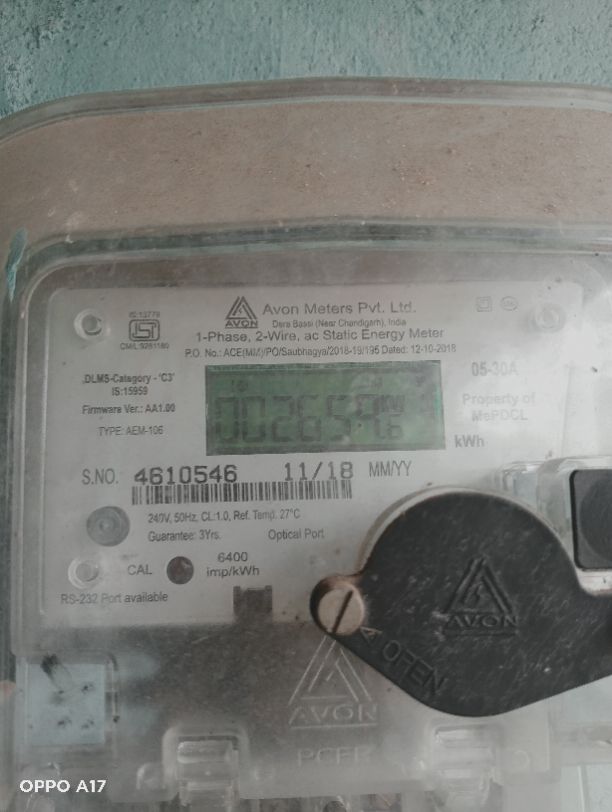 IS:13779
ISI
CM/L 9261180
AVON
Avon Meters Pvt. Ltd.
Dera Bassi (Near Chandigarh), India
1-Phase, 2-Wire, ac Static Energy Meter
P.O. No.: ACE(MM)/PO/Saubhagya/2018-19/195 Dated: 12-10-2018
DLMS-Category - 'C3'
IS:15959
Firmware Ver.: AA1.00
TYPE: AEM-106
05-30A
Property of
MePDCL
kWh
S.NO. 4610546 11/18 MM/YY
240V, 50Hz, CL:1.0, Ref. Temp. 27°C
Guarantee: 3Yrs. Optical Port
CAL
6400
imp/kWh
RS-232 Port available
AVON
OPEN
AVON
OPPO A17